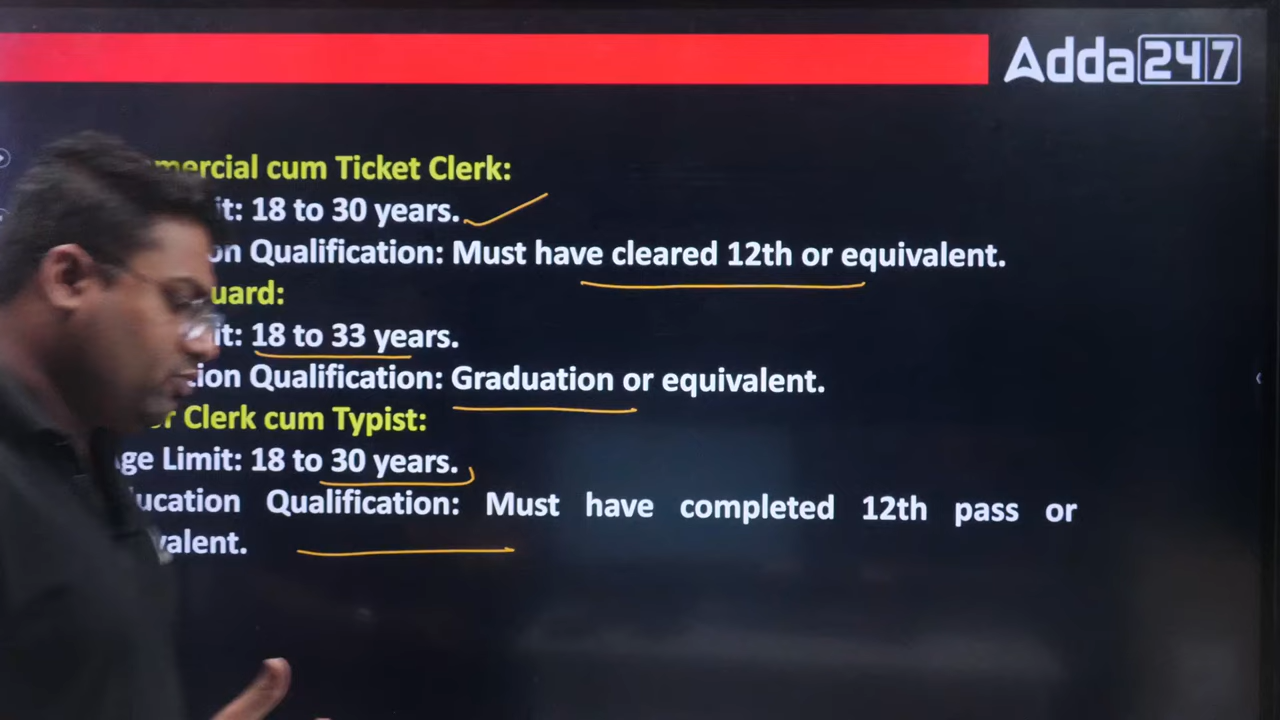 Adda247
mercial cum Ticket Clerk:
it: 18 to 30 years.
on Qualification: Must have cleared 12th or equivalent.
uard:
it: 18 to 33 years.
tion Qualification: Graduation or equivalent.
r Clerk cum Typist:
ge Limit: 18 to 30 years.
ucation Qualification: Must have completed 12th pass or
valent.